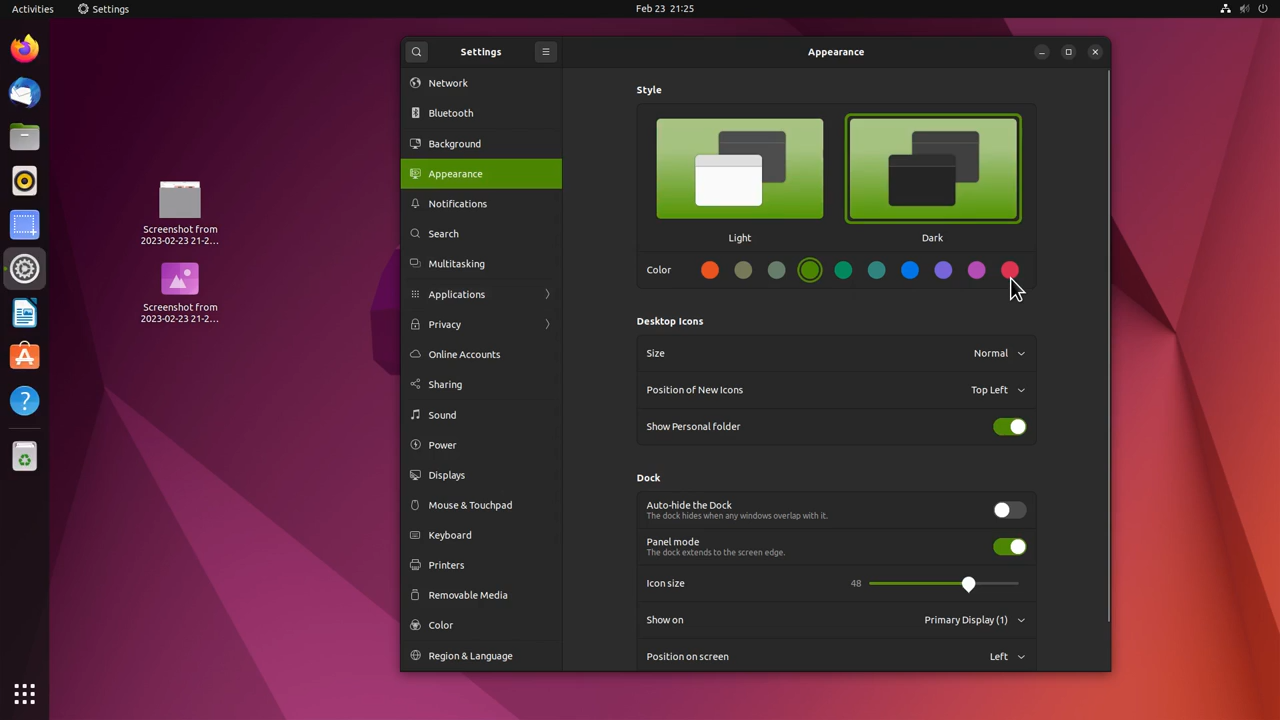 Activities
Settings
Feb 23 21:25
Screenshot from
2023-02-23 21-2...
Screenshot from
2023-02-23 21-2...
Settings
Network
Bluetooth
Background
Appearance
Notifications
Search
Multitasking
Applications
Privacy
Online Accounts
Sharing
Sound
Power
Displays
Mouse & Touchpad
Keyboard
Printers
Removable Media
Color
Region & Language
Appearance
Style
Light
Dark
Color
Desktop Icons
Size
Normal
Position of New Icons
Top Left
Show Personal folder
Dock
Auto-hide the Dock
The dock hides when any windows overlap with it.
Panel mode
The dock extends to the screen edge.
Icon size
48
Show on
Primary Display (1)
Position on screen
Left